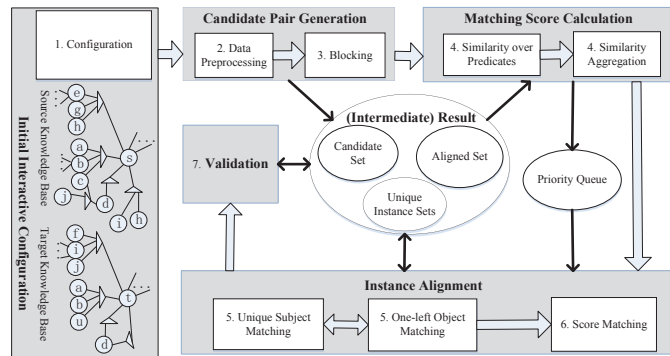 Initial Interactive Configuration
1. Configuration
Source Knowledge Base
e
g
h
a
b
c
j
d
s
i
h
Target Knowledge Base
f
i
j
a
b
u
d
t
Candidate Pair Generation
2. Data
Preprocessing
3. Blocking
Matching Score Calculation
4. Similarity over
Predicates
4. Similarity
Aggregation
(Intermediate) Result
Candidate
Set
Aligned Set
Unique
Instance Sets
7. Validation
Priority Queue
Instance Alignment
5. Unique Subject
Matching
5. One-left Object
Matching
6. Score Matching